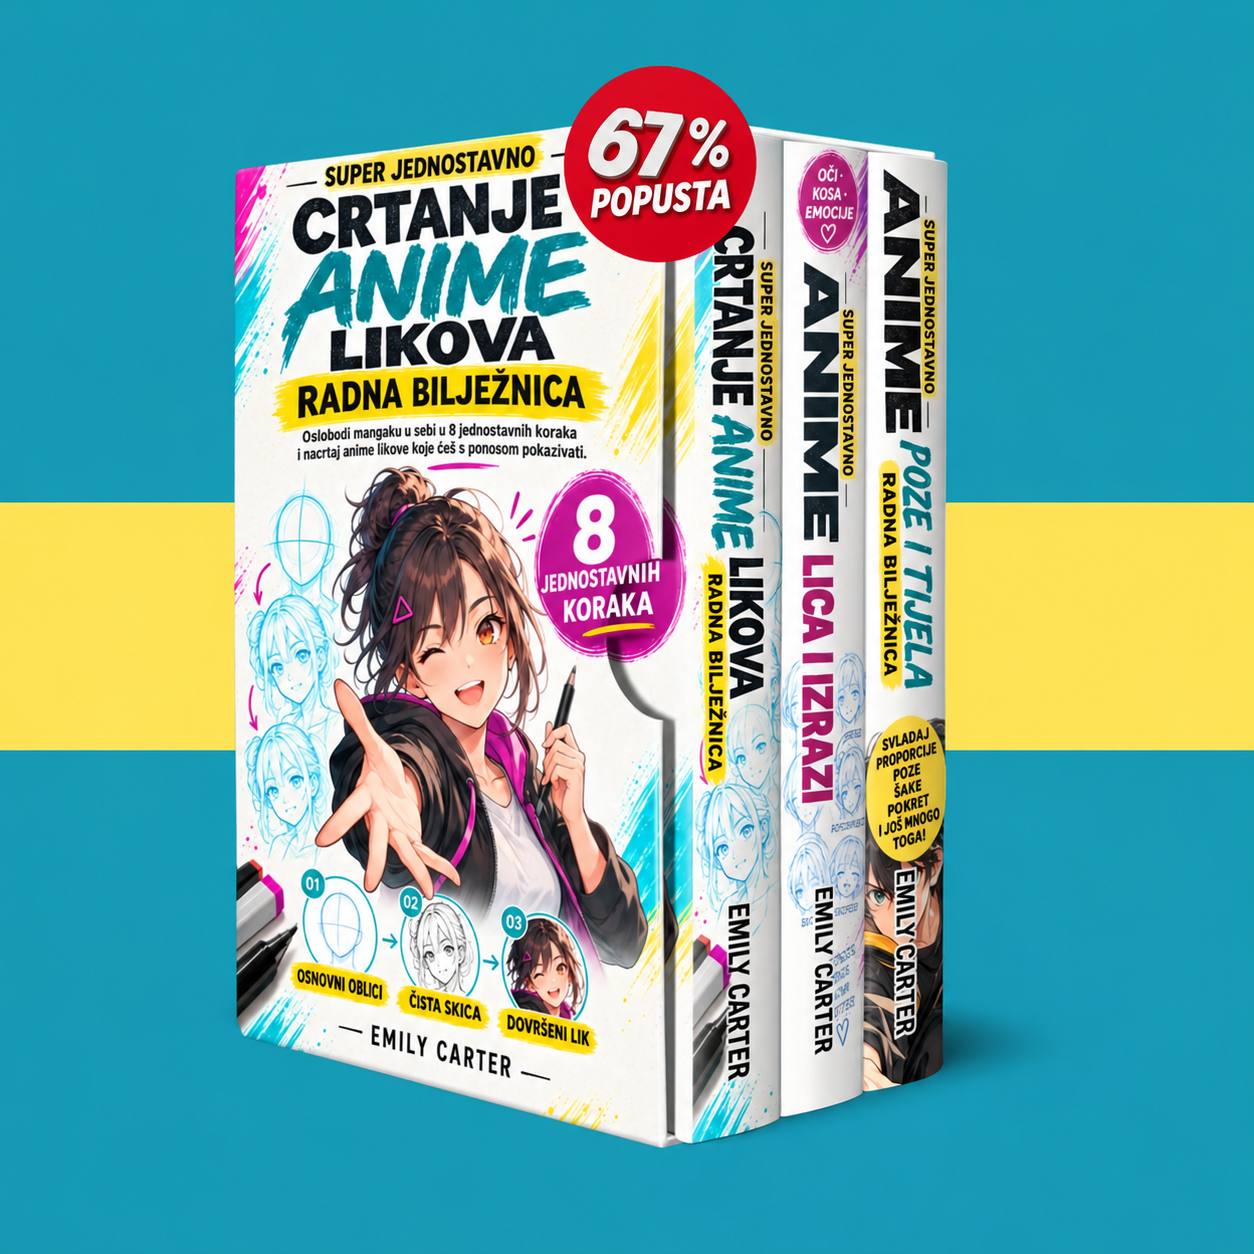 67%
POPUSTA
SUPER JEDNOSTAVNO
CRTANJE
ANIME
LIKOVA
RADNA BILJEŽNICA
Oslobodi mangaku u sebi u 8 jednostavnih koraka
i nacrtaj anime likove koje ćeš s ponosom pokazivati.
8
JEDNOSTAVNIH
KORAKA
01
02
03
OSNOVNI OBLICI
ČISTA SKICA
DOVRŠENI LIK
EMILY CARTER
SUPER JEDNOSTAVNO
CRTANJE ANIME LIKOVA
RADNA BILJEŽNICA
EMILY CARTER
OČI ·
KOSA ·
EMOCIJE
SUPER JEDNOSTAVNO
ANIME LICA I IZRAZI
EMILY CARTER
SUPER JEDNOSTAVNO
ANIME POZE I TIJELA
RADNA BILJEŽNICA
SVLADAJ
PROPORCIJE
POZE
ŠAKE
POKRET
I JOŠ MNOGO
TOGA!
EMILY CARTER